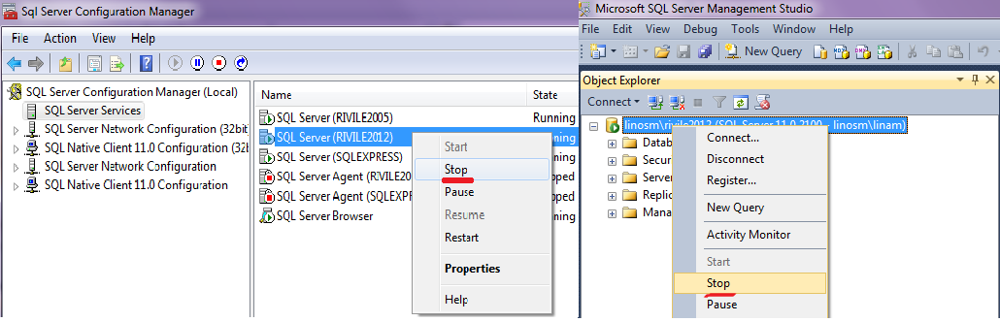 Sql Server Configuration Manager
File Action View Help
SQL Server Configuration Manager (Local)
SQL Server Services
SQL Server Network Configuration (32bit
SQL Native Client 11.0 Configuration (32
SQL Server Network Configuration
SQL Native Client 11.0 Configuration
Name State
SQL Server (RIVILE2005) Running
SQL Server (RIVILE2012) nning
SQL Server (SQLEXPRESS) nning
SQL Server Agent (RIVILE20 pped
SQL Server Agent (SQLEXPR pped
SQL Server Browser nning
Start
Stop
Pause
Resume
Restart
Properties
Help
Microsoft SQL Server Management Studio
File Edit View Debug Tools Window
New Query
Object Explorer
Connect
linosm\rivile2012 (SQL Server 11.0.2100 - linosm\linam)
Datab
Secur
Server
Replic
Mana
Connect...
Disconnect
Register...
New Query
Activity Monitor
Start
Stop
Pause